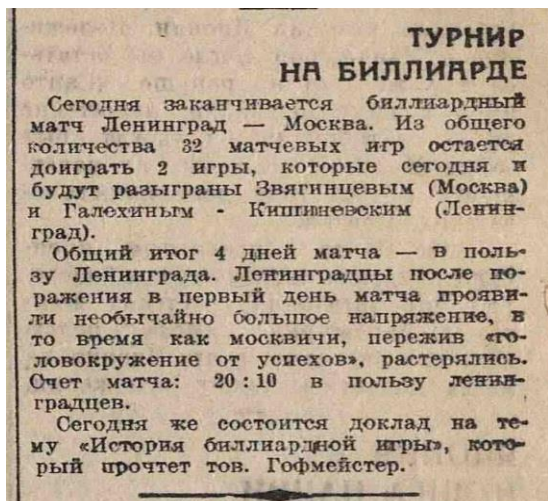 ТУРНИР
НА БИЛЛИАРДЕ
Сегодня заканчивается биллиардный
матч Ленинград — Москва. Из общего
количества 32 матчевых игр остается
доиграть 2 игры, которые сегодня и
будут разыграны Звягинцевым (Москва)
и Галехиным - Кишиневским (Ленин-
град).
Общий итог 4 дней матча — в поль-
зу Ленинграда. Ленинградцы после по-
ражения в первый день матча прояви-
ли необычайно большое напряжение, в
то время как москвичи, пережив «го-
ловокружение от успехов», растерялись.
Счет матча: 20 : 10 в пользу ленин-
градцев.
Сегодня же состоится доклад на те-
му «История биллиардной игры», кото-
рый прочтет тов. Гофмейстер.